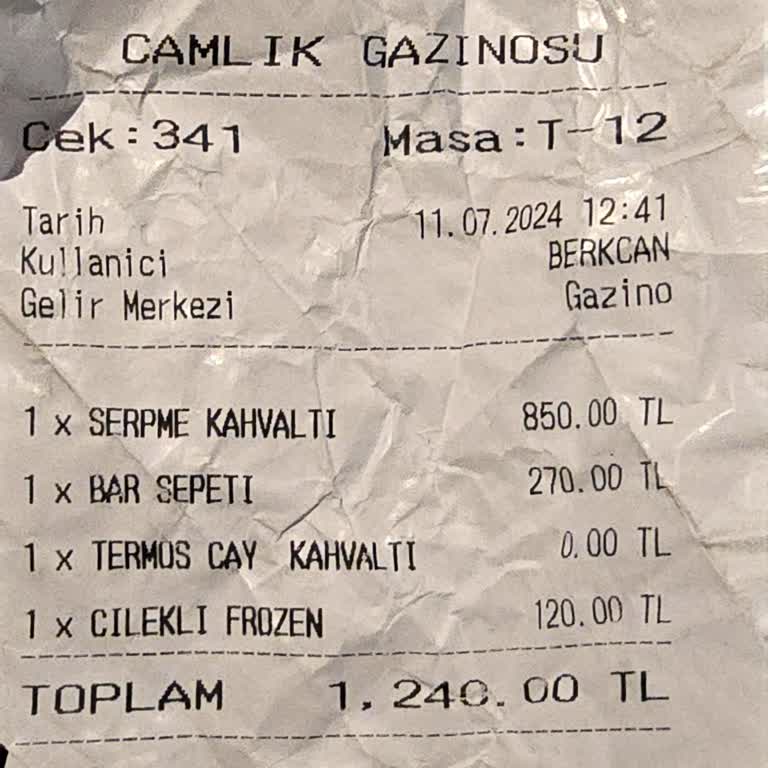 CAMLIK GAZINOSU
Cek:341 Masa:T-12
Tarih 11.07.2024 12:41
Kullanici BERKCAN
Gelir Merkezi Gazino
1 x SERPME KAHVALTI 850.00 TL
1 x BAR SEPETI 270.00 TL
1 x TERMOS CAY KAHVALTI 0.00 TL
1 x CILEKLI FROZEN 120.00 TL
TOPLAM 1,240.00 TL